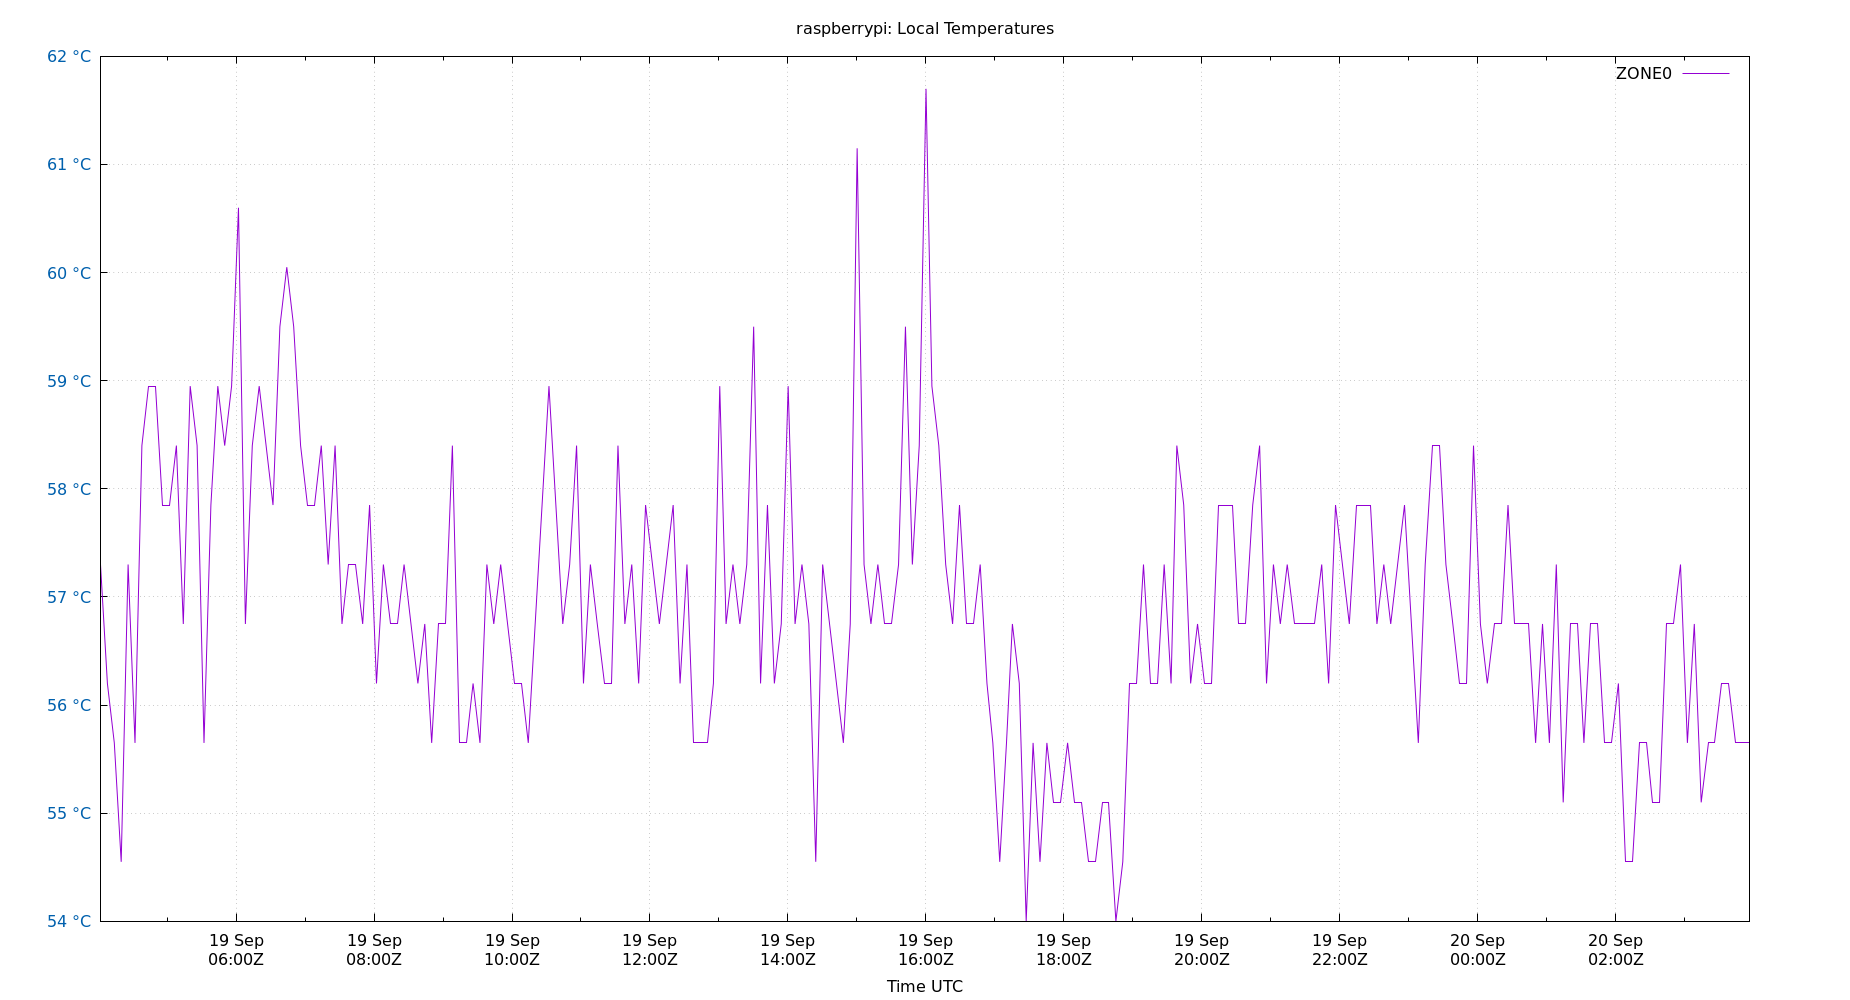 raspberrypi: Local Temperatures
62 °C
ZONE0
61 °C
60 °C
59 °C
58 °C
57 °C
56 °C
55 °C
54 °C
19 Sep 19 Sep 19 Sep 19 Sep 19 Sep 19 Sep 19 Sep 19 Sep 19 Sep 20 Sep 20 Sep
06:00Z 08:00Z 10:00Z 12:00Z 14:00Z 16:00Z 18:00Z 20:00Z 22:00Z 00:00Z 02:00Z
Time UTC